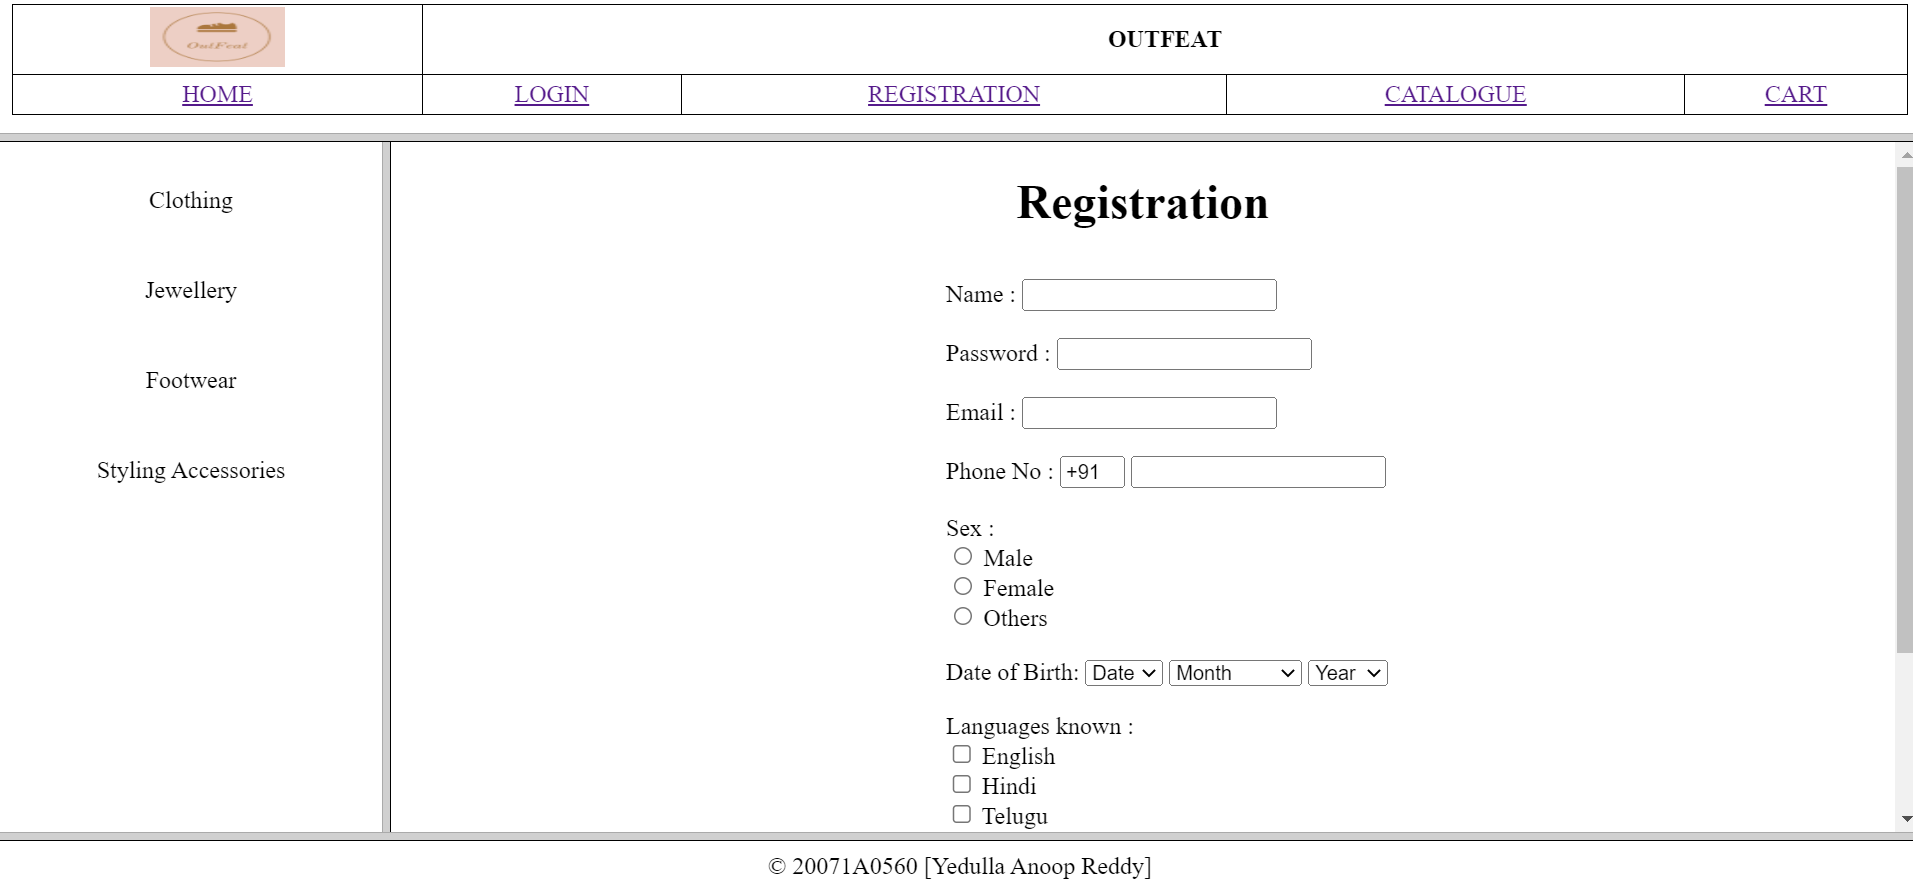 OutFeat
OUTFEAT
HOME LOGIN REGISTRATION CATALOGUE CART
Clothing
Jewellery
Footwear
Styling Accessories
Registration
Name :
Password :
Email :
Phone No : +91
Sex :
Male
Female
Others
Date of Birth: Date Month Year
Languages known :
English
Hindi
Telugu
© 20071A0560 [Yedulla Anoop Reddy]